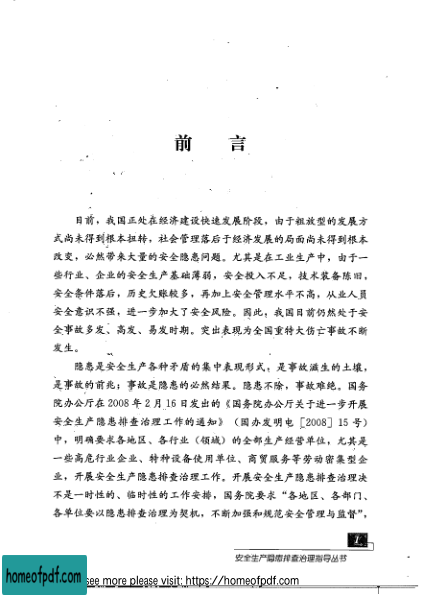 前 言
目前，我国正处在经济建设快速发展阶段，由于粗放型的发展方
式尚未得到根本扭转，社会管理落后于经济发展的局面尚未得到根本
改变，必然带来大量的安全隐患问题。尤其是在工业生产中，由于一
些行业、企业的安全生产基础薄弱，安全投入不足，技术装备陈旧，
安全条件落后，历史欠账较多，再加上安全管理水平不高，从业人员
安全意识不强，进一步加大了安全风险。因此，我国目前仍然处于安
全事故多发、高发、易发时期。突出表现为全国重特大伤亡事故不断
发生。
隐患是安全生产各种矛盾的集中表现形式，是事故滋生的土壤，
是事故的前兆；事故是隐患的必然结果。隐患不除，事故难绝。国务
院办公厅在 2008 年 2 月 16 日发出的《国务院办公厅关于进一步开展
安全生产隐患排查治理工作的通知》（国办发明电［2008］15 号）
中，明确要求各地区、各行业（领域）的全部生产经营单位，尤其是
一些高危行业企业、特种设备使用单位、商贸服务等劳动密集型企
业，开展安全生产隐患排查治理工作。开展安全生产隐患排查治理决
不是一时性的、临时性的工作安排，国务院要求“各地区、各部门、
各单位要以隐患排查治理为契机，不断加强和规范安全管理与监督”，
安全生产隐患排查治理指导丛书
homeofpdf.com
see more please visit: https://homeofpdf.com